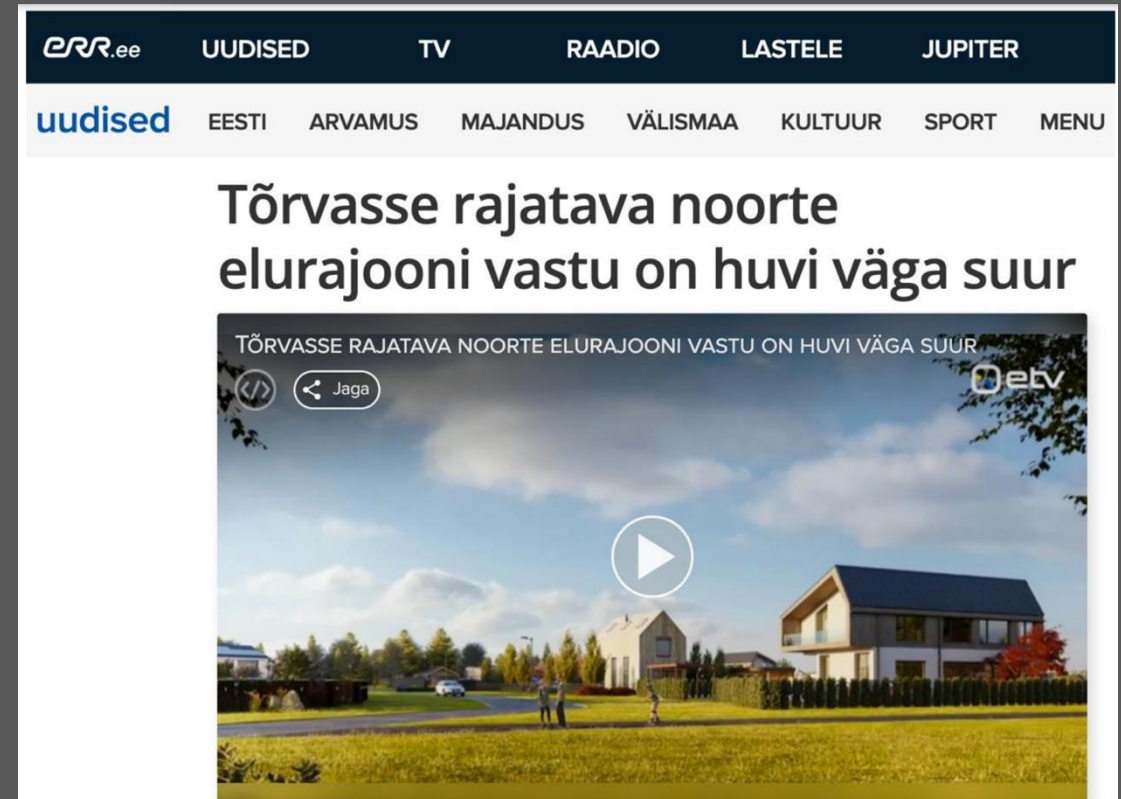 err.ee UUDISED TV RAADIO LASTELE JUPITER
uudised EESTI ARVAMUS MAJANDUS VÄLISMAA KULTUUR SPORT MENU
Tõrvasse rajatava noorte
elurajooni vastu on huvi väga suur
TÕRVASSE RAJATAVA NOORTE ELURAJOONI VASTU ON HUVI VÄGA SUUR
</> Jaga
etv